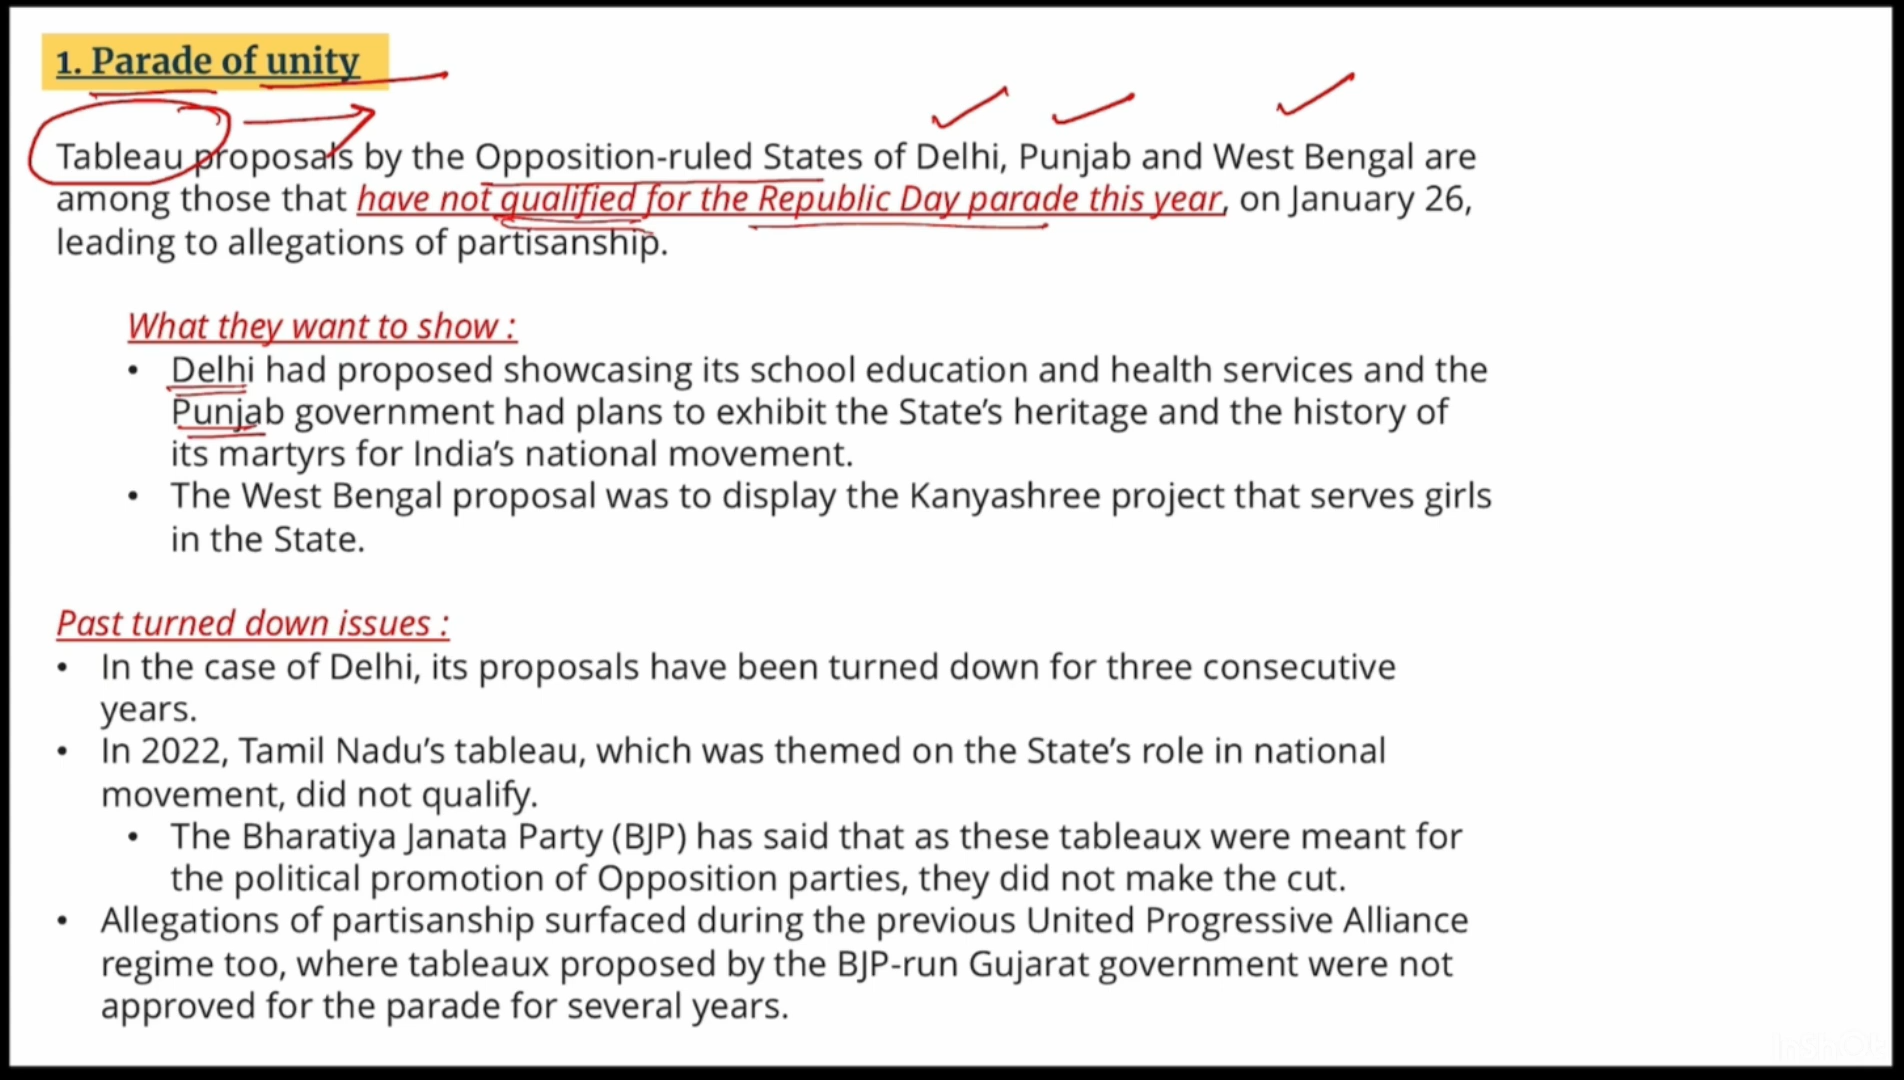 1. Parade of unity
Tableau proposals by the Opposition-ruled States of Delhi, Punjab and West Bengal are
among those that have not qualified for the Republic Day parade this year, on January 26,
leading to allegations of partisanship.
What they want to show :
• Delhi had proposed showcasing its school education and health services and the
Punjab government had plans to exhibit the State’s heritage and the history of
its martyrs for India’s national movement.
• The West Bengal proposal was to display the Kanyashree project that serves girls
in the State.
Past turned down issues :
• In the case of Delhi, its proposals have been turned down for three consecutive
years.
• In 2022, Tamil Nadu’s tableau, which was themed on the State’s role in national
movement, did not qualify.
• The Bharatiya Janata Party (BJP) has said that as these tableaux were meant for
the political promotion of Opposition parties, they did not make the cut.
• Allegations of partisanship surfaced during the previous United Progressive Alliance
regime too, where tableaux proposed by the BJP-run Gujarat government were not
approved for the parade for several years.